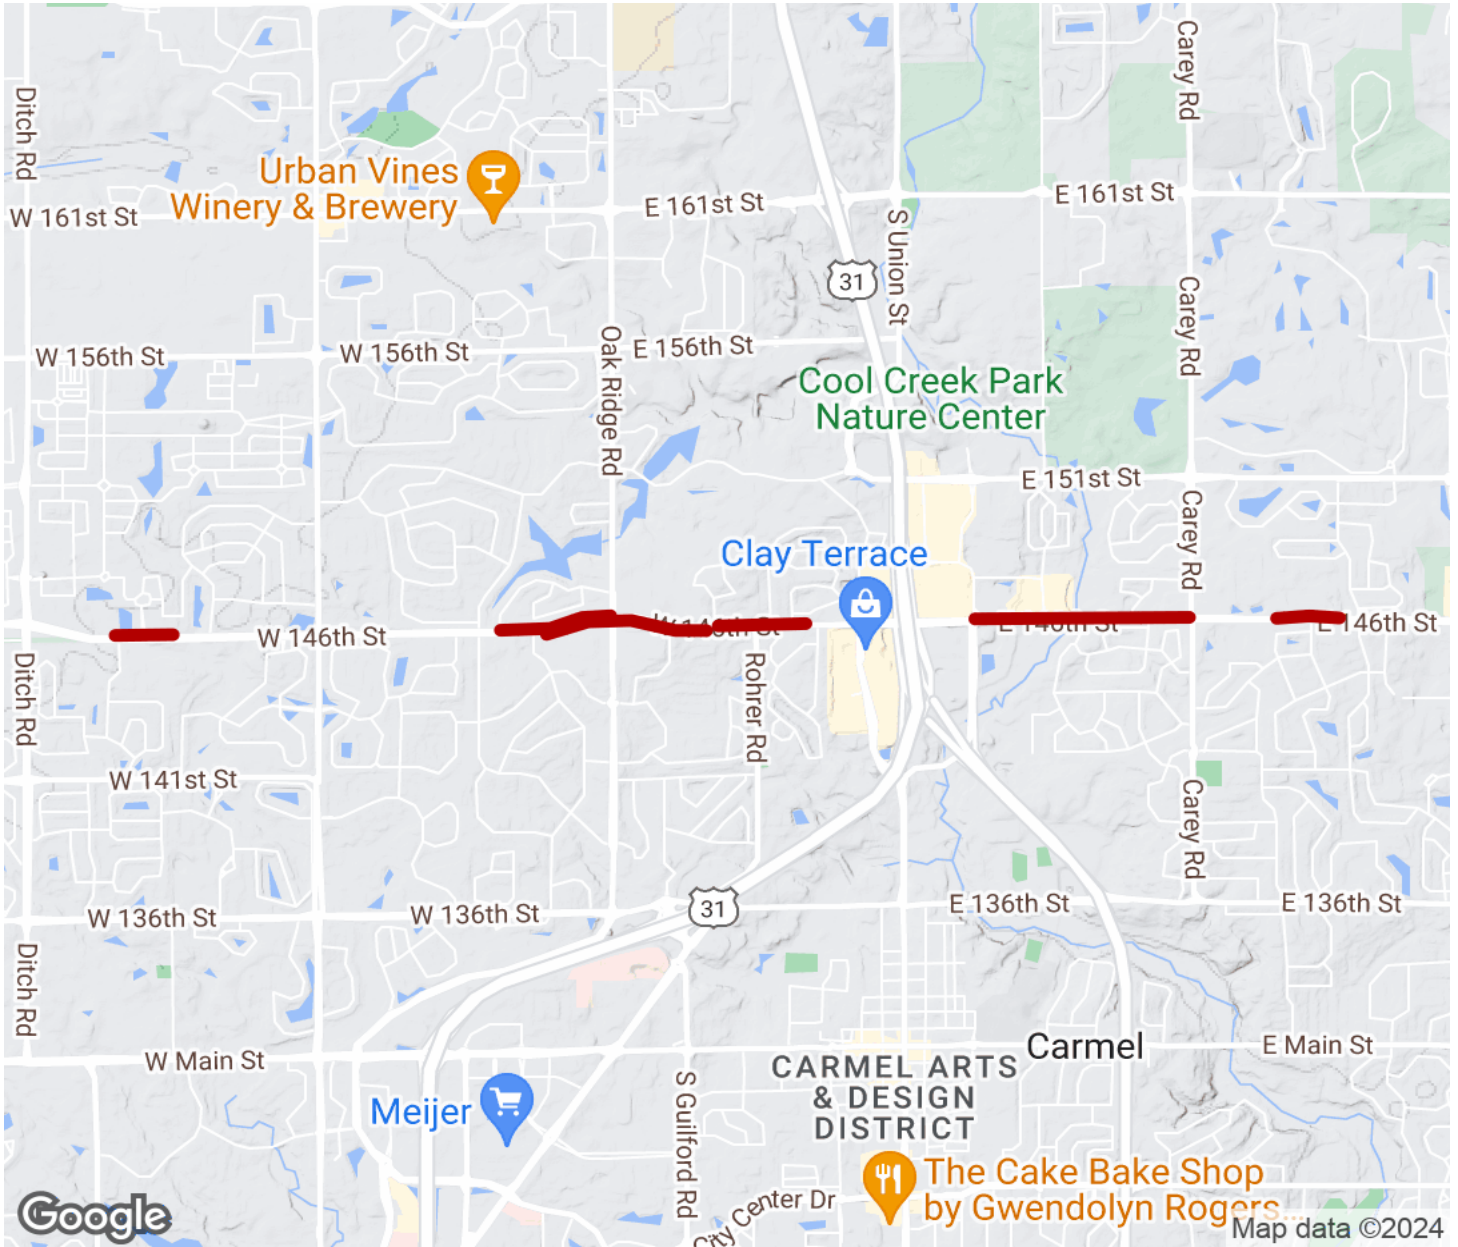 Ditch Rd
Carey Rd
Urban Vines
Winery & Brewery
W 161st St
E 161st St
E 161st St
S Union St
31
Carey Rd
W 156th St
W 156th St
Oak Ridge Rd
E 156th St
Cool Creek Park
Nature Center
E 151st St
Carey Rd
Clay Terrace
W 146th St
W 146th St
E 146th St
E 146th St
Ditch Rd
Rohrer Rd
W 141st St
Carey Rd
W 136th St
W 136th St
31
E 136th St
E 136th St
Ditch Rd
W Main St
Carmel
E Main St
CARMEL ARTS
& DESIGN
DISTRICT
Meijer
S Guilford Rd
The Cake Bake Shop
by Gwendolyn Rogers...
City Center Dr
Google
Map data ©2024